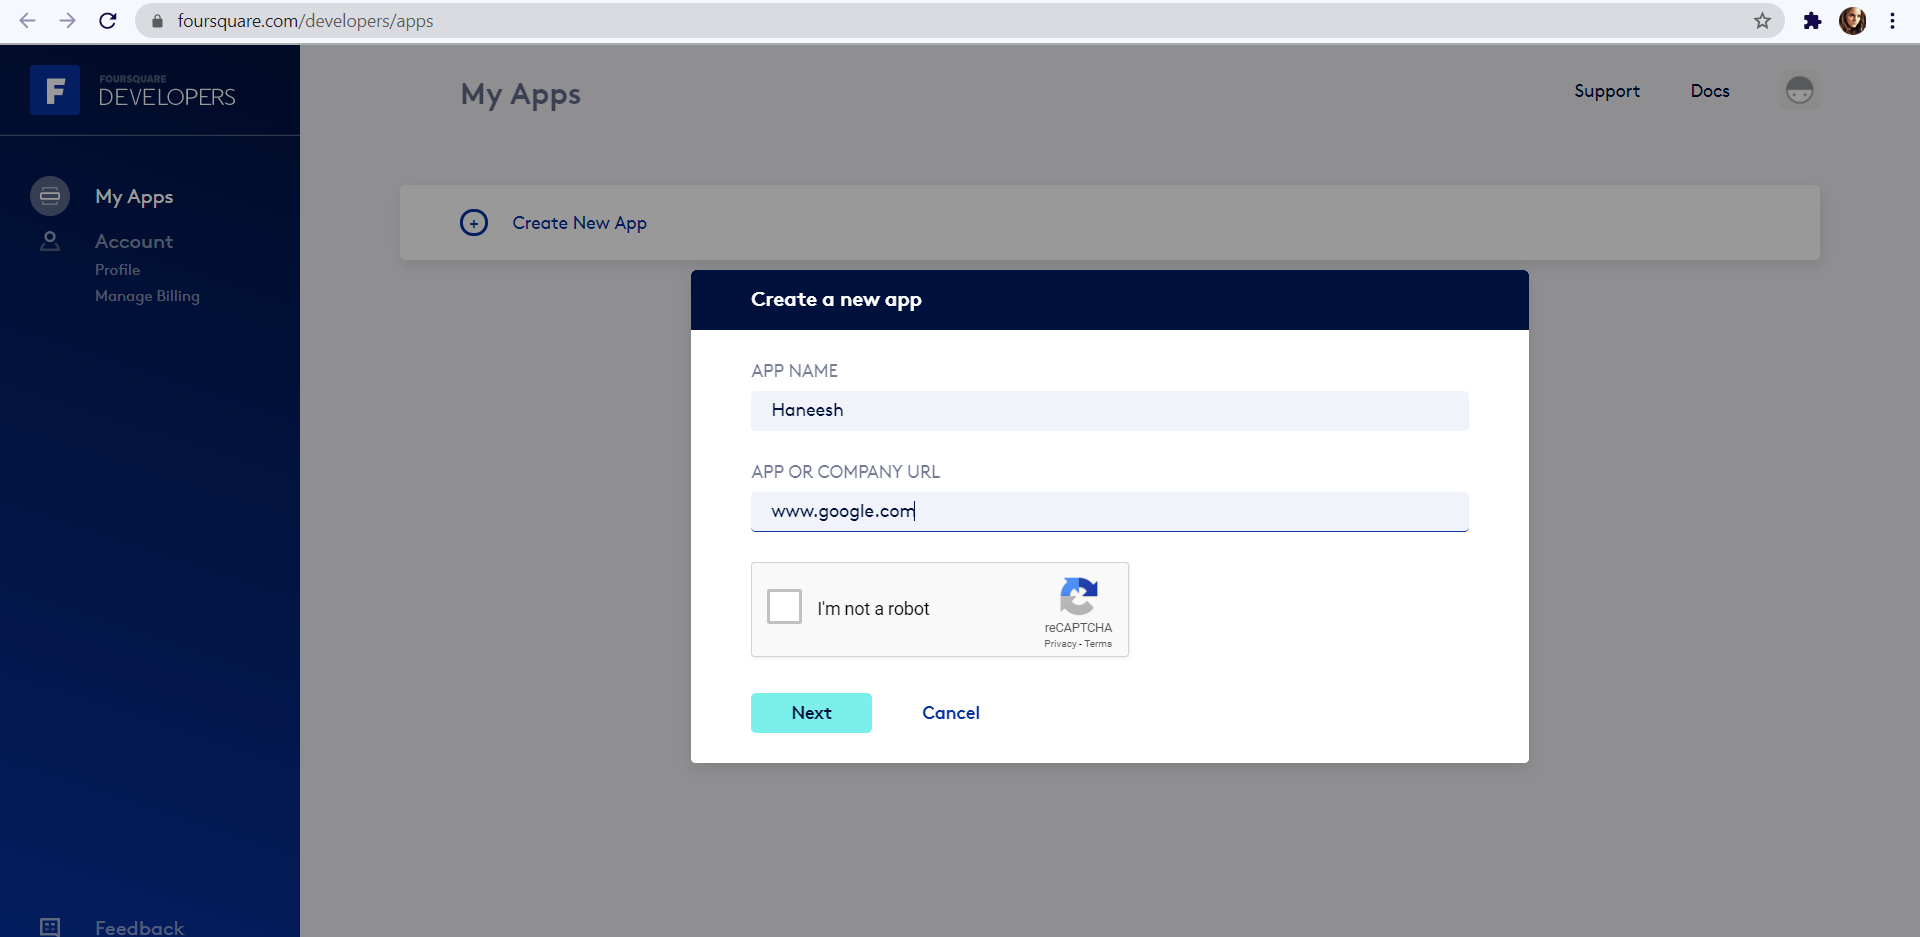 foursquare.com/developers/apps
FOURSQUARE
DEVELOPERS
My Apps
Support
Docs
My Apps
Account
Profile
Manage Billing
Create New App
Create a new app
APP NAME
Haneesh
APP OR COMPANY URL
www.google.com
I'm not a robot
reCAPTCHA
Privacy - Terms
Next
Cancel
Feedback